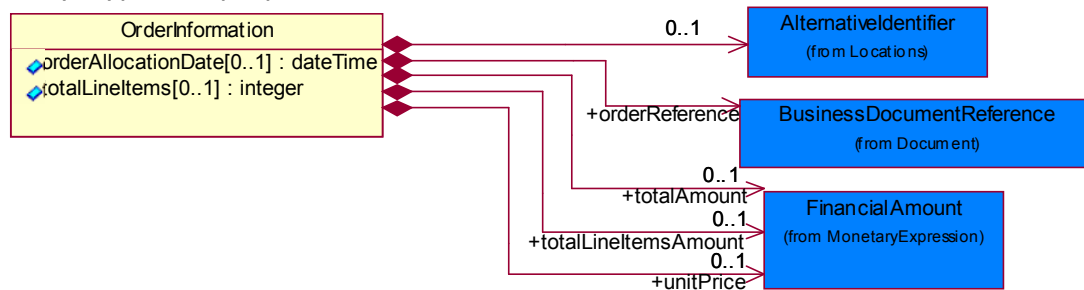 OrderInformation
orderAllocationDate[0..1] : dateTime
totalLineItems[0..1] : integer
0..1
AlternativeIdentifier
(from Locations)
+orderReference
BusinessDocumentReference
(from Document)
0..1
+totalAmount
FinancialAmount
(from MonetaryExpression)
0..1
+totalLineItemsAmount
0..1
+unitPrice